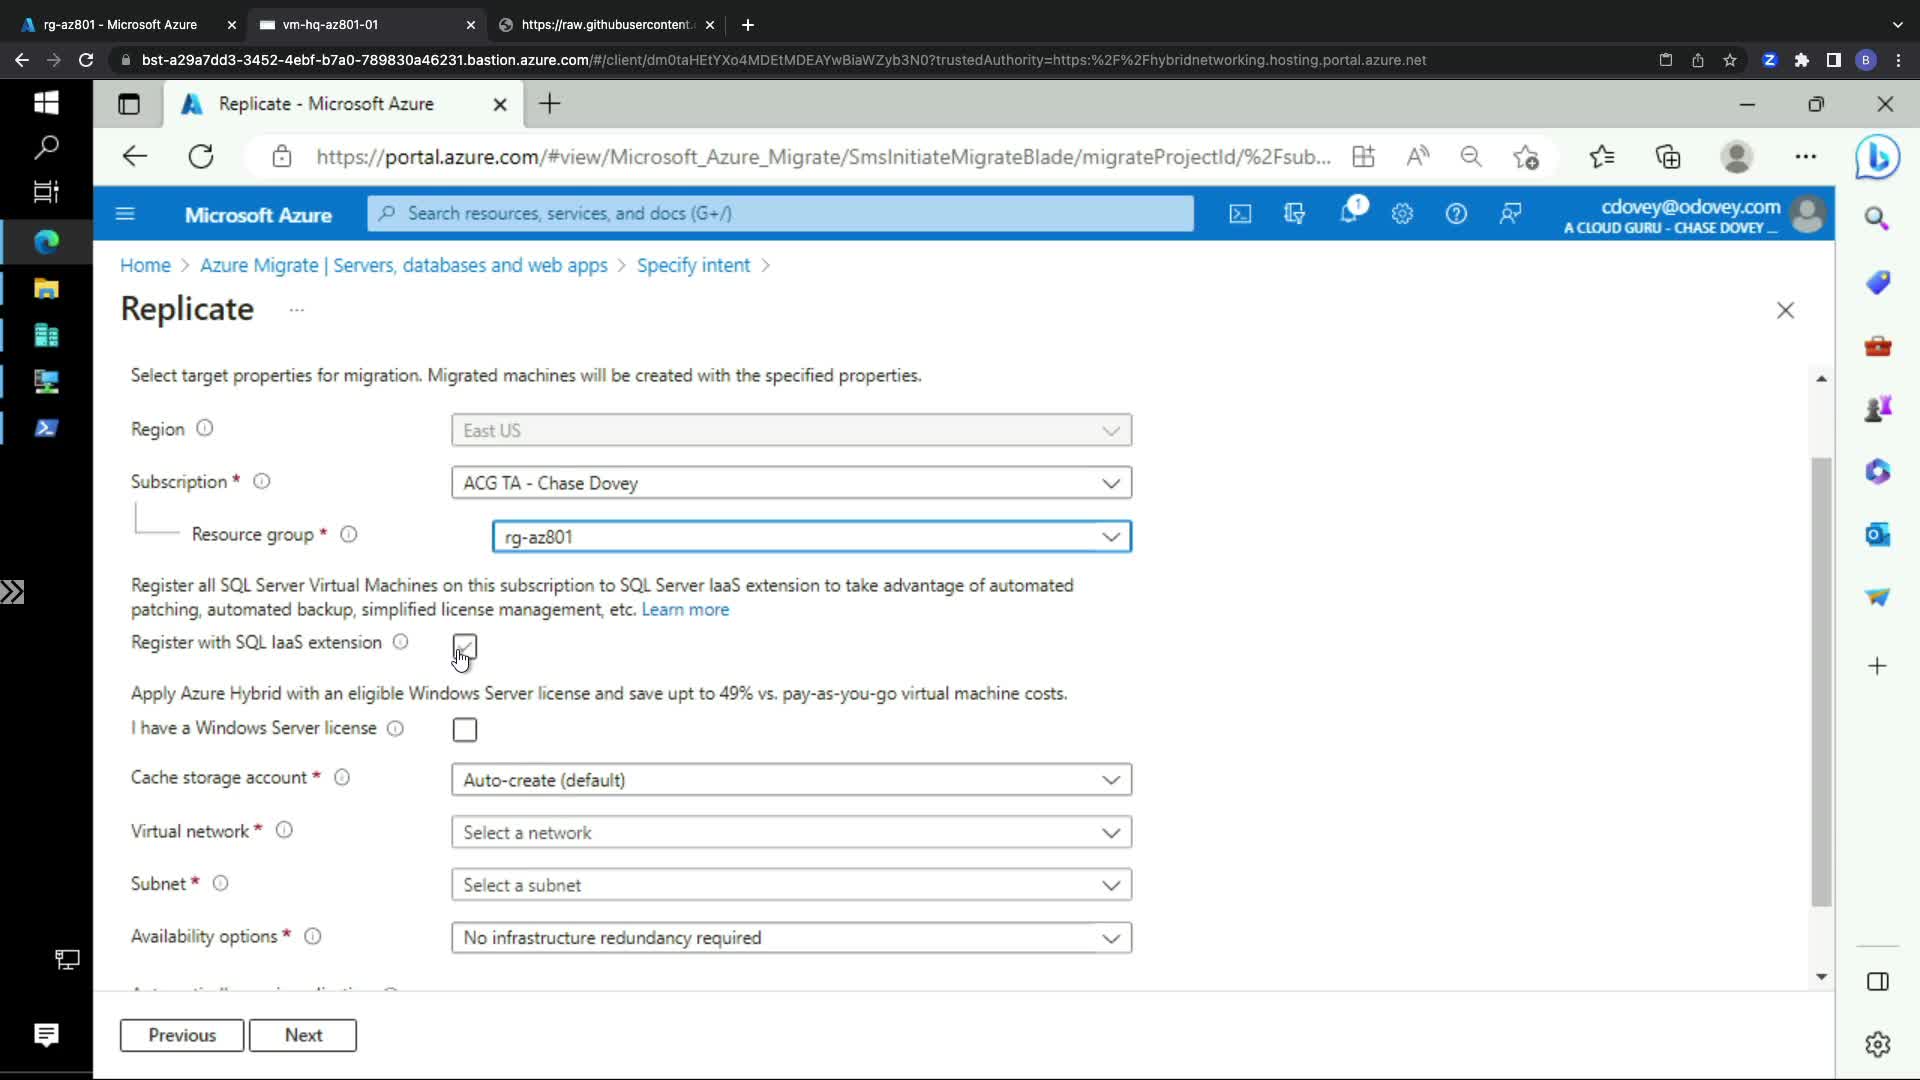 rg-az801 - Microsoft Azure
vm-hq-az801-01
https://raw.githubusercontent.
bst-a29a7dd3-3452-4ebf-b7a0-789830a46231.bastion.azure.com/#/client/dm0taHEtYXo4MDEtMDEAYwBiaWZyb3N0?trustedAuthority=https:%2F%2Fhybridnetworking.hosting.portal.azure.net
B
Replicate - Microsoft Azure
https://portal.azure.com/#view/Microsoft_Azure_Migrate/SmsInitiateMigrateBlade/migrateProjectId/%2Fsub...
Microsoft Azure
Search resources, services, and docs (G+/)
1
cdovey@odovey.com
A CLOUD GURU - CHASE DOVEY ...
Home > Azure Migrate | Servers, databases and web apps > Specify intent >
Replicate ...
Select target properties for migration. Migrated machines will be created with the specified properties.
Region
East US
Subscription *
ACG TA - Chase Dovey
Resource group *
rg-az801
Register all SQL Server Virtual Machines on this subscription to SQL Server IaaS extension to take advantage of automated
patching, automated backup, simplified license management, etc. Learn more
Register with SQL IaaS extension
Apply Azure Hybrid with an eligible Windows Server license and save upt to 49% vs. pay-as-you-go virtual machine costs.
I have a Windows Server license
Cache storage account *
Auto-create (default)
Virtual network *
Select a network
Subnet *
Select a subnet
Availability options *
No infrastructure redundancy required
Previous
Next